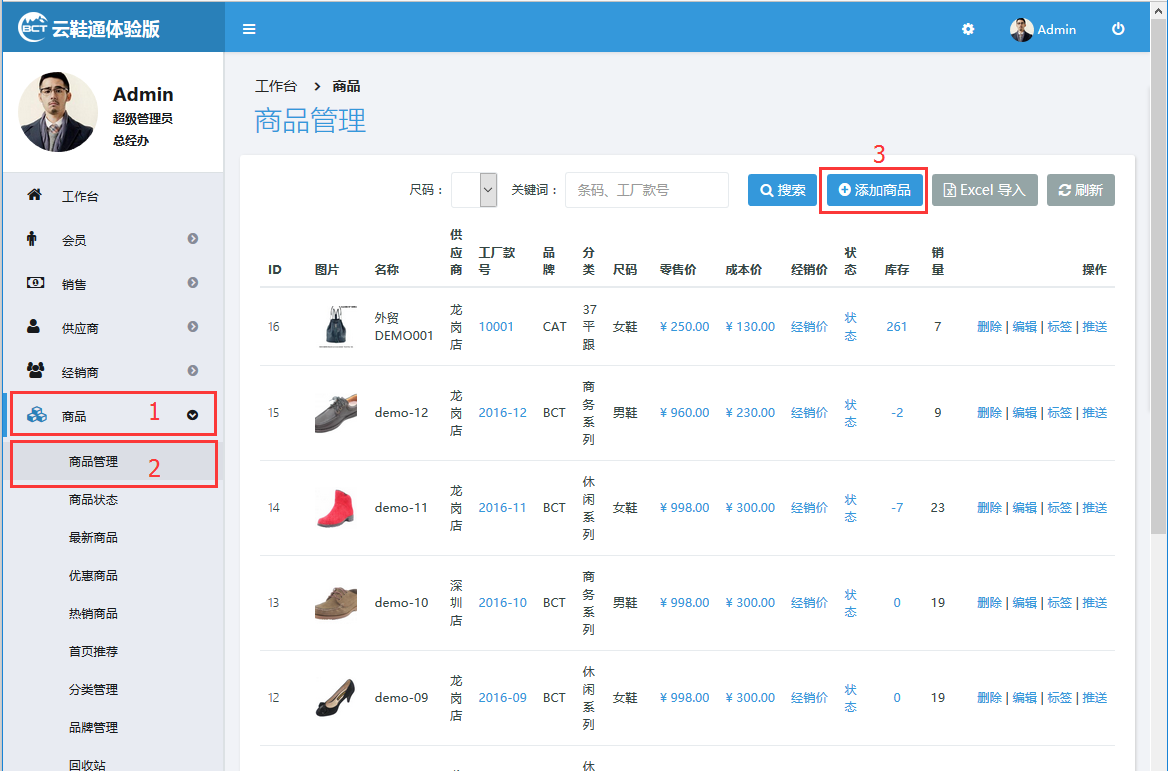 BCT 云鞋通体验版
Admin
Admin
超级管理员
总经办
工作台
会员
销售
供应商
经销商
商品 1
商品管理 2
商品状态
最新商品
优惠商品
热销商品
首页推荐
分类管理
品牌管理
回收站
工作台 > 商品
商品管理
3
尺码： 关键词： 条码、工厂款号 搜索 添加商品 Excel 导入 刷新
ID 图片 名称 供应商 工厂款号 品牌 分类 尺码 零售价 成本价 经销价 状态 库存 销量 操作
16 外贸DEMO001 龙岗店 10001 CAT 37平跟 女鞋 ¥ 250.00 ¥ 130.00 经销价 状态 261 7 删除 | 编辑 | 标签 | 推送
15 demo-12 龙岗店 2016-12 BCT 商务系列 男鞋 ¥ 960.00 ¥ 230.00 经销价 状态 -2 9 删除 | 编辑 | 标签 | 推送
14 demo-11 龙岗店 2016-11 BCT 休闲系列 女鞋 ¥ 998.00 ¥ 300.00 经销价 状态 -7 23 删除 | 编辑 | 标签 | 推送
13 demo-10 深圳店 2016-10 BCT 商务系列 男鞋 ¥ 998.00 ¥ 300.00 经销价 状态 0 19 删除 | 编辑 | 标签 | 推送
12 demo-09 龙岗店 2016-09 BCT 休闲系列 女鞋 ¥ 998.00 ¥ 300.00 经销价 状态 0 19 删除 | 编辑 | 标签 | 推送
休